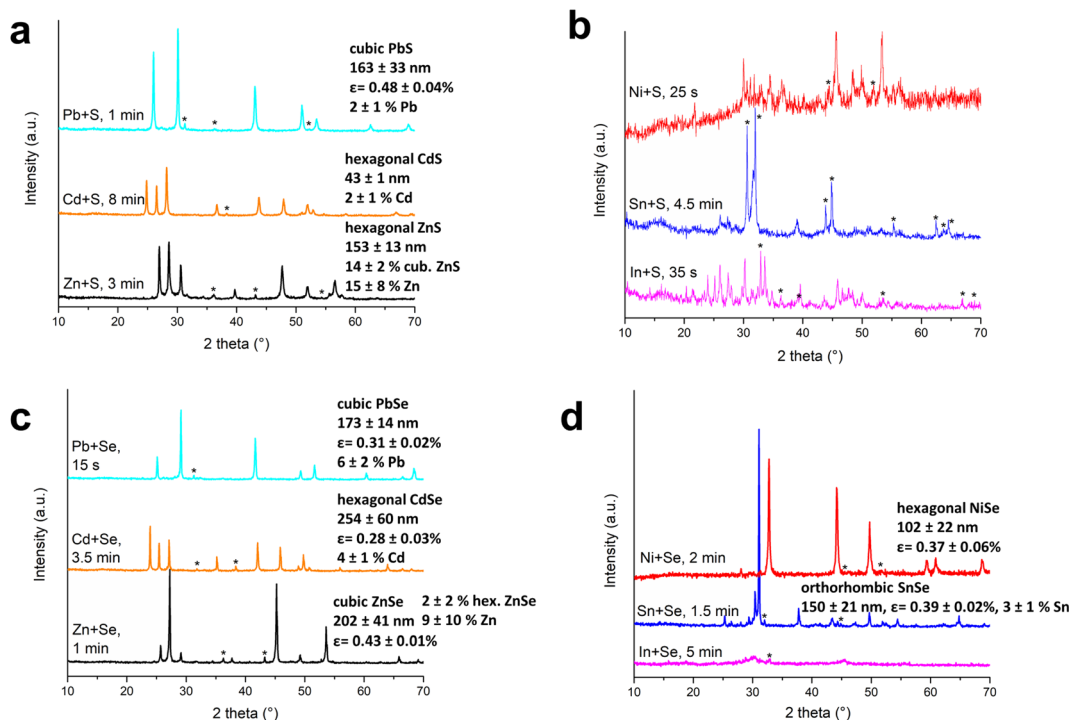 a
cubic PbS
163 ± 33 nm
ε= 0.48 ± 0.04%
2 ± 1 % Pb
Pb+S, 1 min
*
*
*
hexagonal CdS
43 ± 1 nm
2 ± 1 % Cd
Cd+S, 8 min
*
hexagonal ZnS
153 ± 13 nm
14 ± 2 % cub. ZnS
15 ± 8 % Zn
Zn+S, 3 min
*
*
*
Intensity (a.u.)
10 20 30 40 50 60 70
2 theta (°)
b
Ni+S, 25 s
*
*
Sn+S, 4.5 min
*
*
*
*
*
*
*
*
In+S, 35 s
*
*
*
*
*
*
Intensity (a.u.)
10 20 30 40 50 60 70
2 theta (°)
c
cubic PbSe
173 ± 14 nm
ε= 0.31 ± 0.02%
6 ± 2 % Pb
Pb+Se,
15 s
*
hexagonal CdSe
254 ± 60 nm
ε= 0.28 ± 0.03%
4 ± 1 % Cd
Cd+Se,
3.5 min
*
*
cubic ZnSe 2 ± 2 % hex. ZnSe
202 ± 41 nm 9 ± 10 % Zn
ε= 0.43 ± 0.01%
Zn+Se,
1 min
*
*
Intensity (a.u.)
10 20 30 40 50 60 70
2 theta (°)
d
hexagonal NiSe
102 ± 22 nm
ε= 0.37 ± 0.06%
Ni+Se, 2 min
*
*
orthorhombic SnSe
150 ± 21 nm, ε= 0.39 ± 0.02%, 3 ± 1 % Sn
Sn+Se, 1.5 min
*
*
*
In+Se, 5 min
*
Intensity (a.u.)
10 20 30 40 50 60 70
2 theta (°)